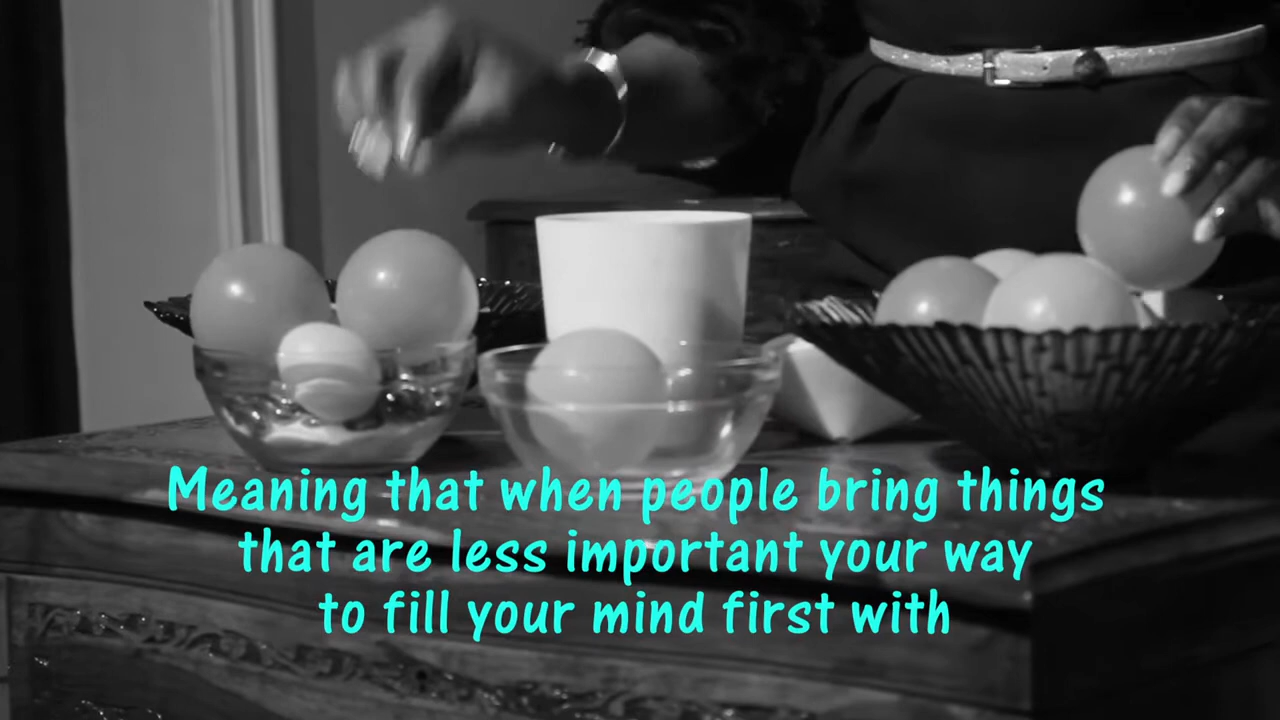 Meaning that when people bring things
that are less important your way
to fill your mind first with